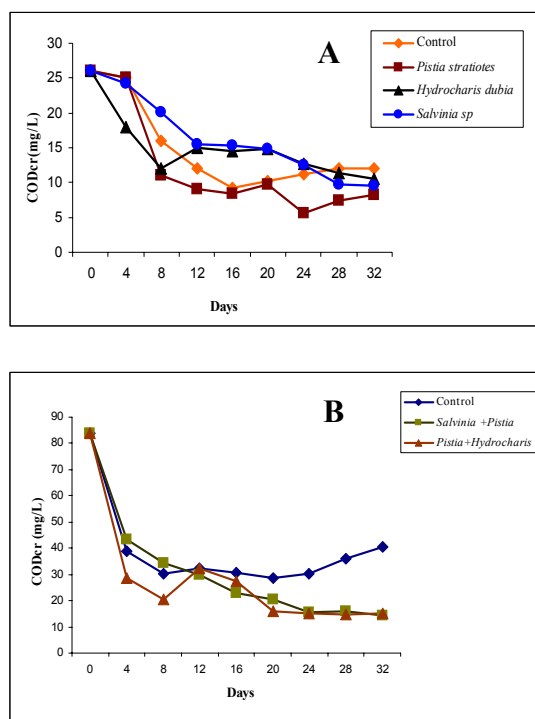 A
Control
Pistia stratiotes
Hydrocharis dubia
Salvinia sp
CODcr(mg/L)
30
25
20
15
10
5
0
0 4 8 12 16 20 24 28 32
Days
B
Control
Salvinia +Pistia
Pistia+Hydrocharis
CODcr (mg/L)
90
80
70
60
50
40
30
20
10
0
0 4 8 12 16 20 24 28 32
Days